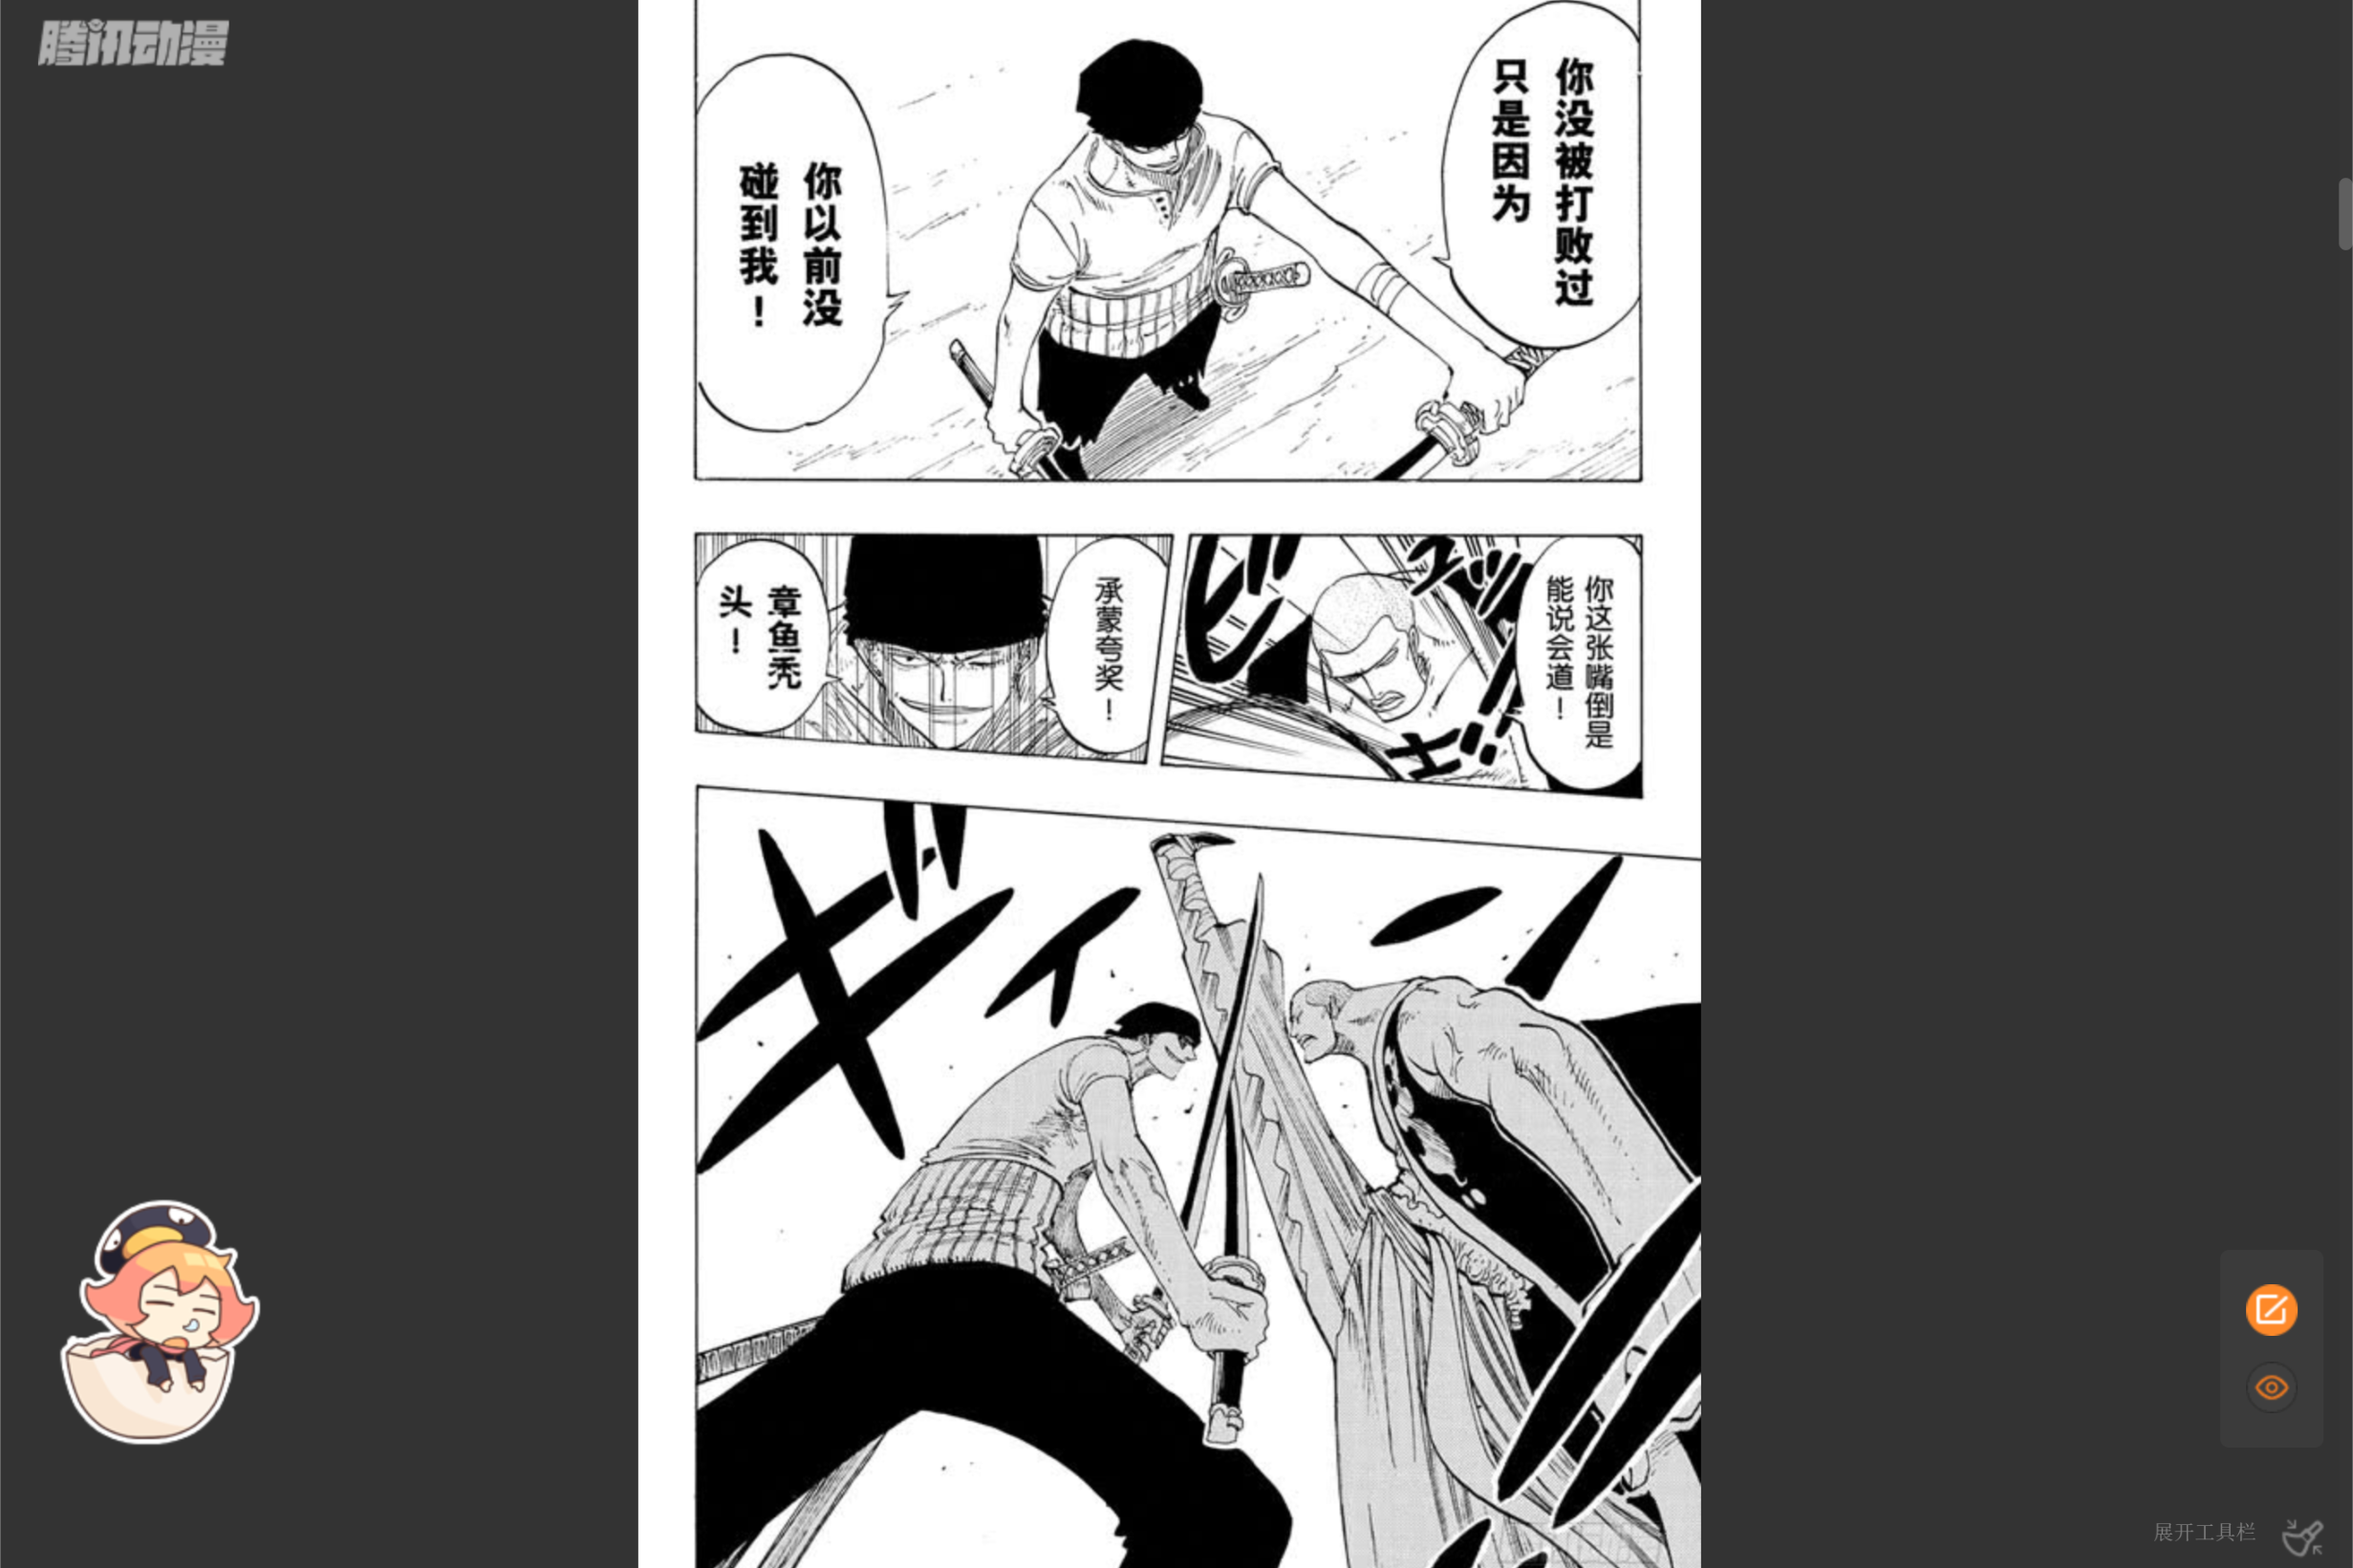 腾讯动漫
你没被打败过
只是因为
你以前没
碰到我！
你这张嘴倒是
能说会道！
承蒙夸奖！
章鱼秃
头！
展开工具栏